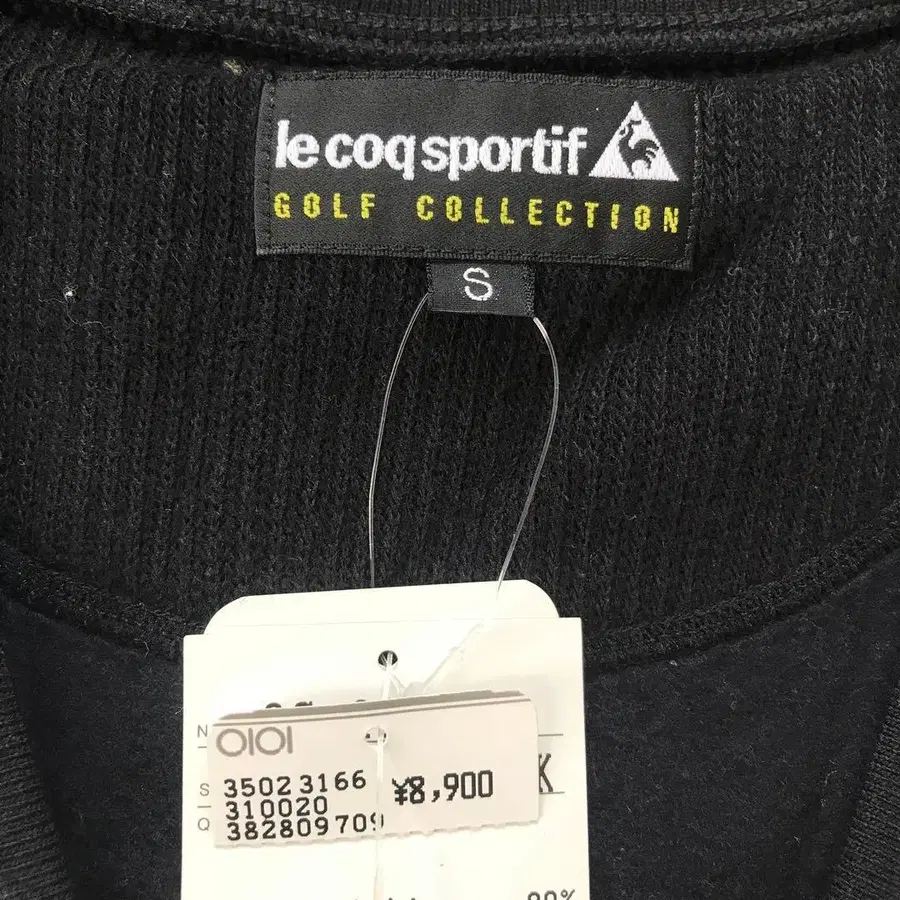 le coq sportif
GOLF COLLECTION
S
N
OIOI
S
35023166
¥8,900
K
310020
Q
382809709